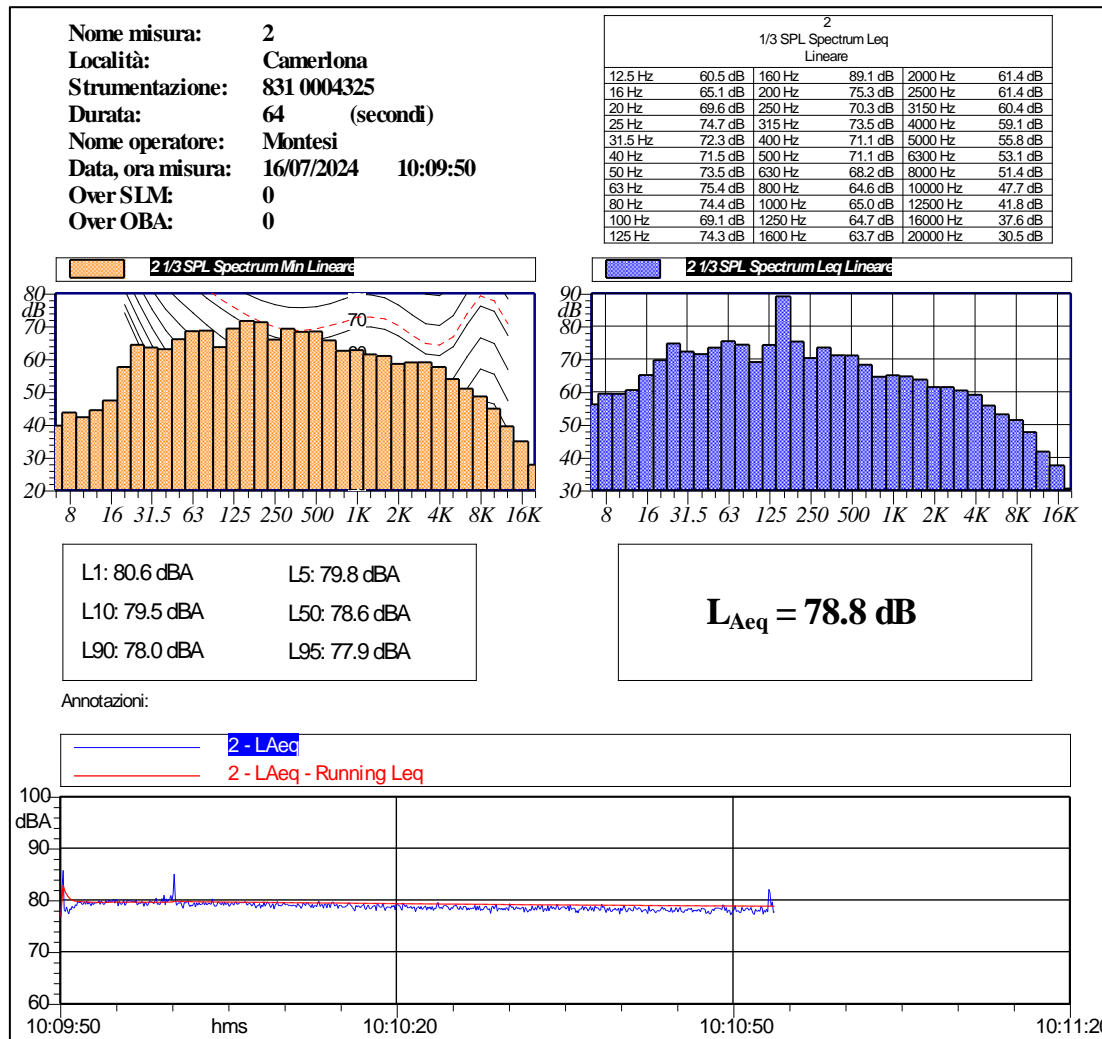 Nome misura: 2
Località: Camerlona
Strumentazione: 831 0004325
Durata: 64 (secondi)
Nome operatore: Montesi
Data, ora misura: 16/07/2024 10:09:50
Over SLM: 0
Over OBA: 0
2
1/3 SPL Spectrum Leq
Lineare
12.5 Hz 60.5 dB 160 Hz 89.1 dB 2000 Hz 61.4 dB
16 Hz 65.1 dB 200 Hz 75.3 dB 2500 Hz 61.4 dB
20 Hz 69.6 dB 250 Hz 70.3 dB 3150 Hz 60.4 dB
25 Hz 74.7 dB 315 Hz 73.5 dB 4000 Hz 59.1 dB
31.5 Hz 72.3 dB 400 Hz 71.1 dB 5000 Hz 55.8 dB
40 Hz 71.5 dB 500 Hz 71.1 dB 6300 Hz 53.1 dB
50 Hz 73.5 dB 630 Hz 68.2 dB 8000 Hz 51.4 dB
63 Hz 75.4 dB 800 Hz 64.6 dB 10000 Hz 47.7 dB
80 Hz 74.4 dB 1000 Hz 65.0 dB 12500 Hz 41.8 dB
100 Hz 69.1 dB 1250 Hz 64.7 dB 16000 Hz 37.6 dB
125 Hz 74.3 dB 1600 Hz 63.7 dB 20000 Hz 30.5 dB
2 1/3 SPL Spectrum Min Lineare
80
dB
70
60
50
40
30
20
70
8 16 31.5 63 125 250 500 1K 2K 4K 8K 16K
2 1/3 SPL Spectrum Leq Lineare
90
dB
80
70
60
50
40
30
8 16 31.5 63 125 250 500 1K 2K 4K 8K 16K
L1: 80.6 dBA L5: 79.8 dBA
L10: 79.5 dBA L50: 78.6 dBA
L90: 78.0 dBA L95: 77.9 dBA
LAeq = 78.8 dB
Annotazioni:
2 - LAeq
2 - LAeq - Running Leq
100
dBA
90
80
70
60
10:09:50 hms 10:10:20 10:10:50 10:11:20